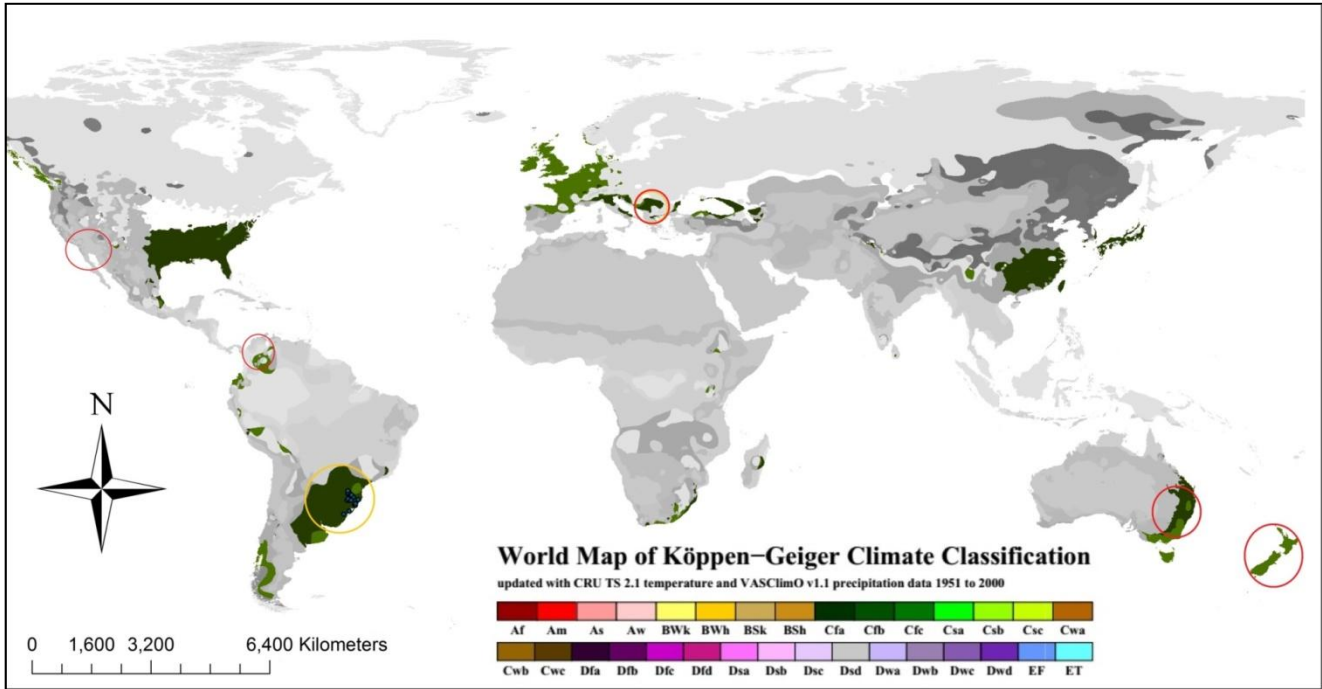 N
World Map of Köppen−Geiger Climate Classification
updated with CRU TS 2.1 temperature and VASClimO v1.1 precipitation data 1951 to 2000
Af Am As Aw BWk BWh BSk BSh Cfa Cfb Cfc Csa Csb Csc Cwa
Cwb Cwc Dfa Dfb Dfc Dfd Dsa Dsb Dsc Dsd Dwa Dwb Dwc Dwd EF ET
0 1,600 3,200 6,400 Kilometers